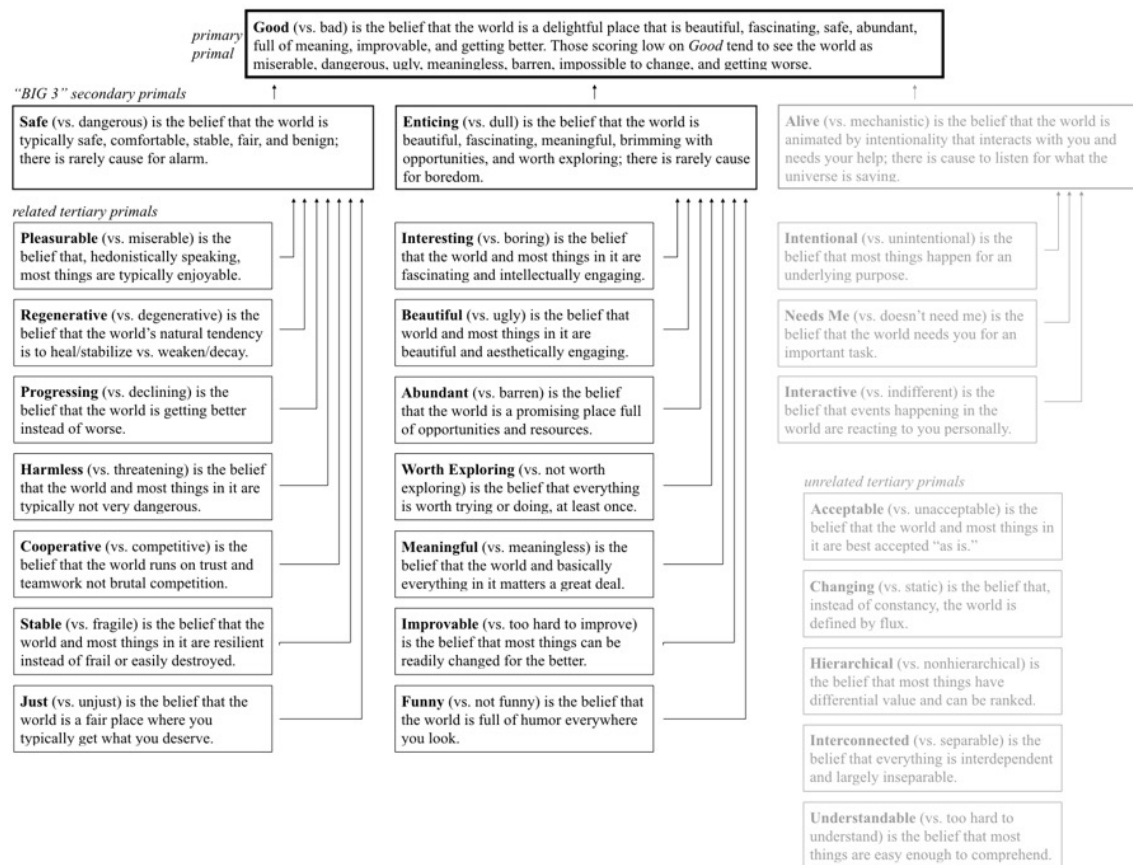 primary
primal
Good (vs. bad) is the belief that the world is a delightful place that is beautiful, fascinating, safe, abundant,
full of meaning, improvable, and getting better. Those scoring low on Good tend to see the world as
miserable, dangerous, ugly, meaningless, barren, impossible to change, and getting worse.
"BIG 3" secondary primals
Safe (vs. dangerous) is the belief that the world is
typically safe, comfortable, stable, fair, and benign;
there is rarely cause for alarm.
related tertiary primals
Pleasurable (vs. miserable) is the
belief that, hedonistically speaking,
most things are typically enjoyable.
Regenerative (vs. degenerative) is the
belief that the world's natural tendency
is to heal/stabilize vs. weaken/decay.
Progressing (vs. declining) is the
belief that the world is getting better
instead of worse.
Harmless (vs. threatening) is the belief
that the world and most things in it are
typically not very dangerous.
Cooperative (vs. competitive) is the
belief that the world runs on trust and
teamwork not brutal competition.
Stable (vs. fragile) is the belief that the
world and most things in it are resilient
instead of frail or easily destroyed.
Just (vs. unjust) is the belief that the
world is a fair place where you
typically get what you deserve.
Enticing (vs. dull) is the belief that the world is
beautiful, fascinating, meaningful, brimming with
opportunities, and worth exploring; there is rarely cause
for boredom.
Interesting (vs. boring) is the belief
that the world and most things in it are
fascinating and intellectually engaging.
Beautiful (vs. ugly) is the belief that
world and most things in it are
beautiful and aesthetically engaging.
Abundant (vs. barren) is the belief
that the world is a promising place full
of opportunities and resources.
Worth Exploring (vs. not worth
exploring) is the belief that everything
is worth trying or doing, at least once.
Meaningful (vs. meaningless) is the
belief that the world and basically
everything in it matters a great deal.
Improvable (vs. too hard to improve)
is the belief that most things can be
readily changed for the better.
Funny (vs. not funny) is the belief that
the world is full of humor everywhere
you look.
Alive (vs. mechanistic) is the belief that the world is
animated by intentionality that interacts with you and
needs your help; there is cause to listen for what the
universe is saying.
Intentional (vs. unintentional) is the
belief that most things happen for an
underlying purpose.
Needs Me (vs. doesn't need me) is the
belief that the world needs you for an
important task.
Interactive (vs. indifferent) is the
belief that events happening in the
world are reacting to you personally.
unrelated tertiary primals
Acceptable (vs. unacceptable) is the
belief that the world and most things in
it are best accepted "as is."
Changing (vs. static) is the belief that,
instead of constancy, the world is
defined by flux.
Hierarchical (vs. nonhierarchical) is
the belief that most things have
differential value and can be ranked.
Interconnected (vs. separable) is the
belief that everything is interdependent
and largely inseparable.
Understandable (vs. too hard to
understand) is the belief that most
things are easy enough to comprehend.